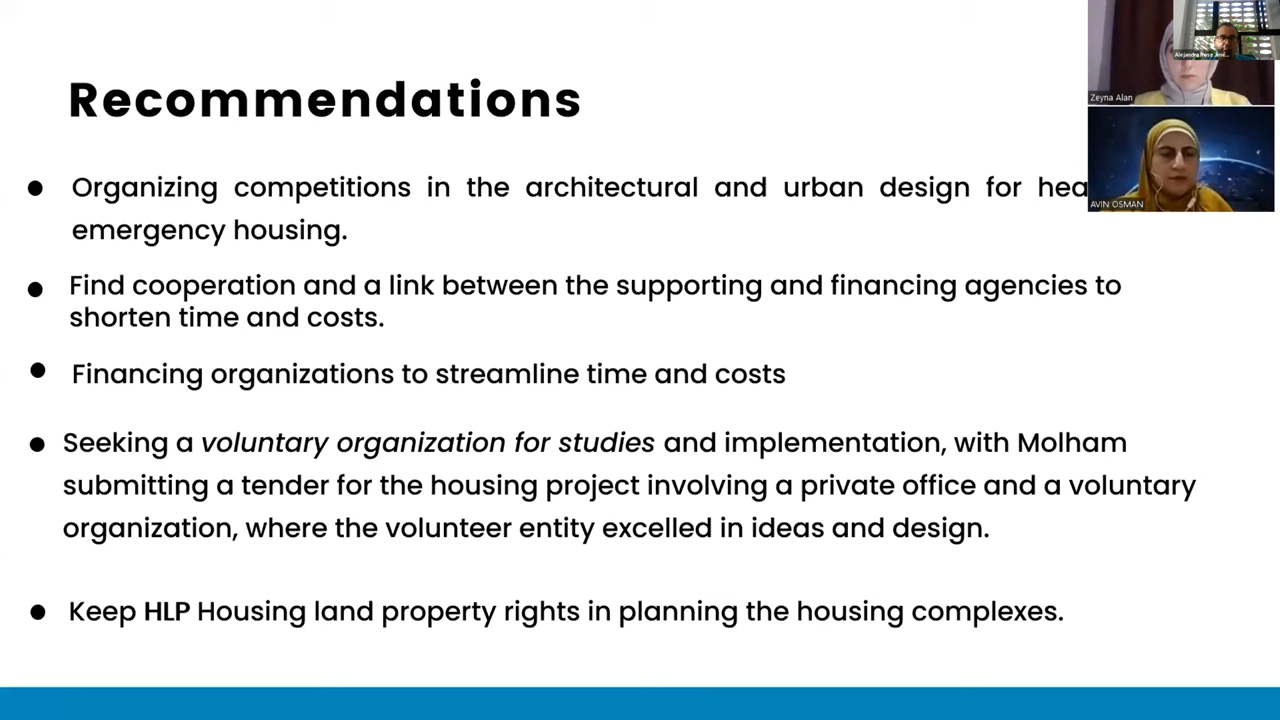 Recommendations
Organizing competitions in the architectural and urban design for
emergency housing.
Find cooperation and a link between the supporting and financing agencies to
shorten time and costs.
Financing organizations to streamline time and costs
Seeking a voluntary organization for studies and implementation, with Molham
submitting a tender for the housing project involving a private office and a voluntary
organization, where the volunteer entity excelled in ideas and design.
Keep HLP Housing land property rights in planning the housing complexes.
Zeyna Alan
AVIN OSMAN